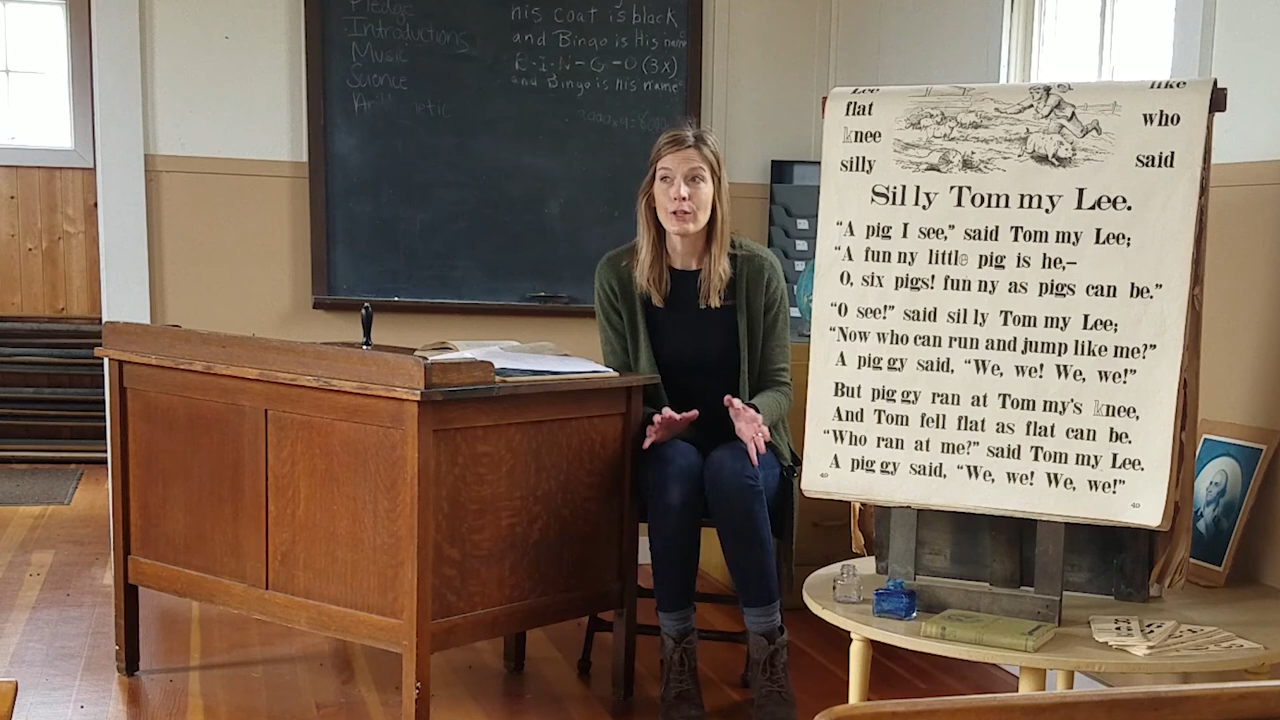 Pledge
Introductions
Music
Science
his coat is black
and Bingo is His name
B-I-N-G-O (3x)
and Bingo is his name"
Lee
flat
knee
silly
like
who
said
Silly Tom my Lee.
"A pig I see," said Tom my Lee;
"A fun ny little pig is he,–
O, six pigs! fun ny as pigs can be."
"O see!" said sil ly Tom my Lee;
"Now who can run and jump like me?"
A pig gy said, "We, we! We, we!"
But pig gy ran at Tom my's knee,
And Tom fell flat as flat can be.
"Who ran at me?" said Tom my Lee.
A pig gy said, "We, we! We, we!"
40
40